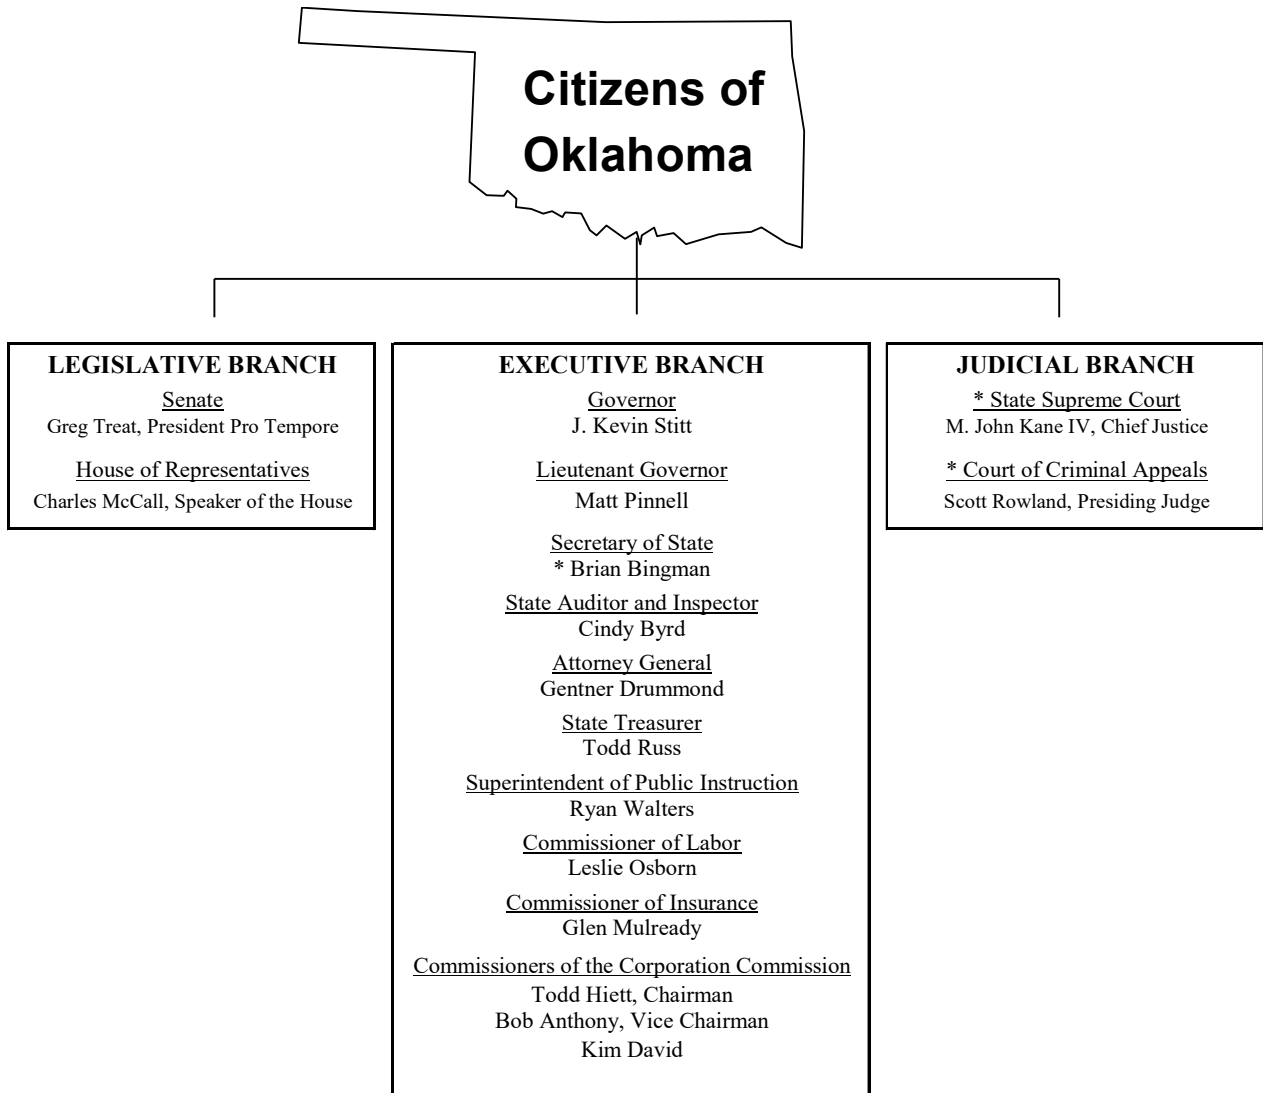 Citizens of
Oklahoma
LEGISLATIVE BRANCH
Senate
Greg Treat, President Pro Tempore
House of Representatives
Charles McCall, Speaker of the House
EXECUTIVE BRANCH
Governor
J. Kevin Stitt
Lieutenant Governor
Matt Pinnell
Secretary of State
* Brian Bingman
State Auditor and Inspector
Cindy Byrd
Attorney General
Gentner Drummond
State Treasurer
Todd Russ
Superintendent of Public Instruction
Ryan Walters
Commissioner of Labor
Leslie Osborn
Commissioner of Insurance
Glen Mulready
Commissioners of the Corporation Commission
Todd Hiett, Chairman
Bob Anthony, Vice Chairman
Kim David
JUDICIAL BRANCH
* State Supreme Court
M. John Kane IV, Chief Justice
* Court of Criminal Appeals
Scott Rowland, Presiding Judge